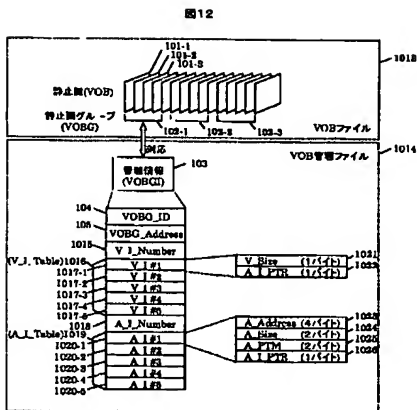 図12
101-1
101-2
101-3
1013
静止画(VOB)
静止画グループ
(VOBG)
102-1 102-2 102-3
VOBファイル
対応
1014
管理情報
(VOBGI)
103
VOB管理ファイル
104
VOBG_ID
105
VOBG_Address
1015
V_I_Number
(V_I_Table)1016
1017-1 V_I#1
1017-2 V_I#2
1017-3 V_I#3
1017-4 V_I#4
1017-5 V_I#5
1018 A_I_Number
(A_I_Table)1019
1020-1 A_I#1
1020-2 A_I#2
1020-3 A_I#3
1020-4 A_I#4
1020-5 A_I#5
V_Size (1バイト) 1021
A_I_PTR (1バイト) 1022
A_Address (4バイト) 1023
A_Size (2バイト) 1024
A_PTM (2バイト) 1025
A_I_PTR (1バイト) 1026